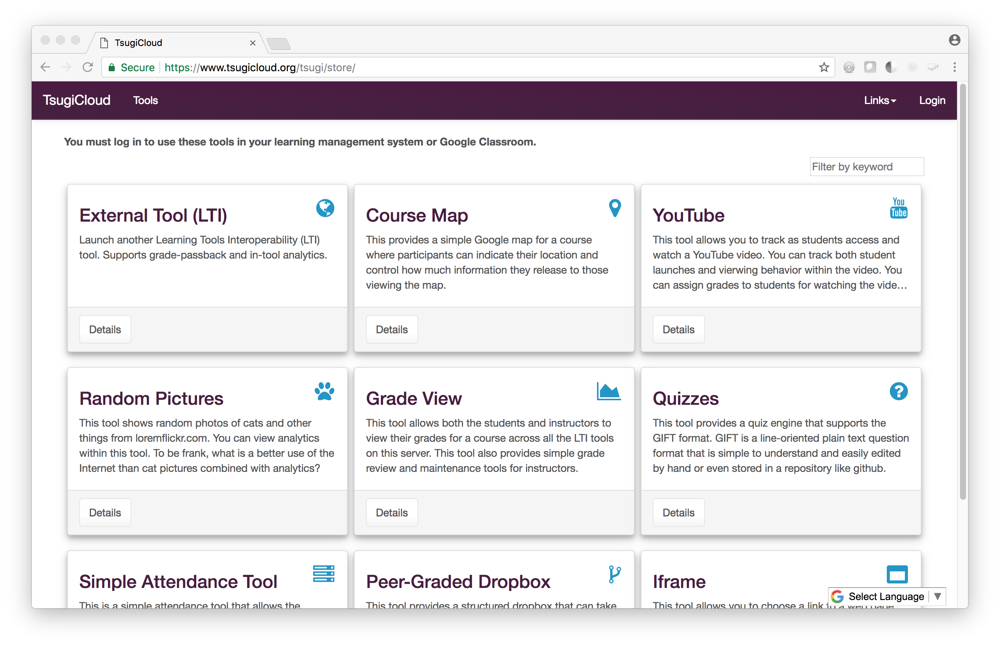 TsugiCloud
Secure https://www.tsugicloud.org/tsugi/store/
TsugiCloud Tools Links Login
You must log in to use these tools in your learning management system or Google Classroom.
Filter by keyword
External Tool (LTI)
Launch another Learning Tools Interoperability (LTI)
tool. Supports grade-passback and in-tool analytics.
Details
Course Map
This provides a simple Google map for a course
where participants can indicate their location and
control how much information they release to those
viewing the map.
Details
You
Tube
YouTube
This tool allows you to track as students access and
watch a YouTube video. You can track both student
launches and vierwing behavior within the video. You
can assign grades to students for watching the vide…
Details
Random Pictures
This tool shows random photos of cats and other
things from loremflickr.com. You can view analytics
within this tool. To be frank, what is a better use of the
Internet than cat pictures combined with analytics?
Details
Grade View
This tool allows both the students and instructors to
view their grades for a course across all the LTI tools
on this server. This tool also provides simple grade
review and maintenance tools for instructors.
Details
?
Quizzes
This tool provides a quiz engine that supports the
GIFT format. GIFT is a line-oriented plain text question
format that is simple to understand and easily edited
by hand or even stored in a repository like github.
Details
Simple Attendance Tool
This is a simple attendance tool that allows the
Peer-Graded Dropbox
This tool provides a structured dropbox that can take
Iframe
This tool allows you to choose a link to a web page
G Select Language ▼